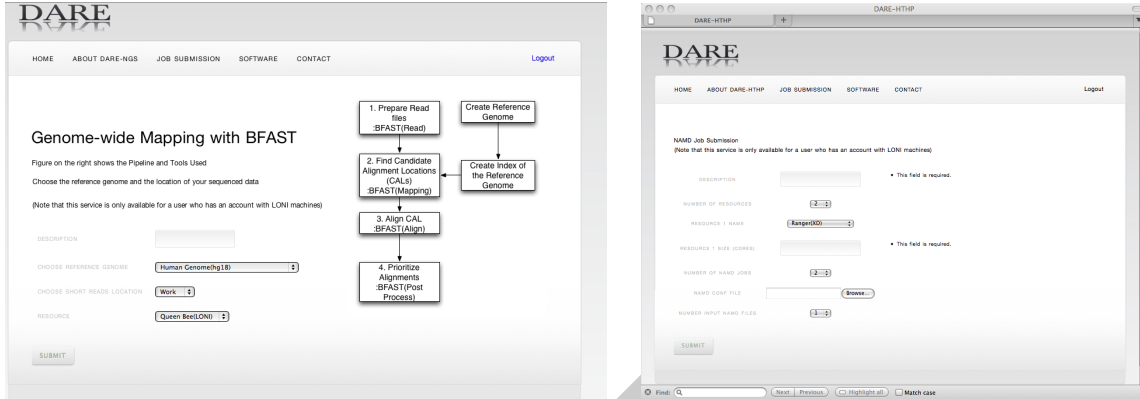 DARE
HOME ABOUT DARE-NGS JOB SUBMISSION SOFTWARE CONTACT Logout
Genome-wide Mapping with BFAST
Figure on the right shows the Pipeline and Tools Used
Choose the reference genome and the location of your sequenced data
(Note that this service is only available for a user who has an account with LONI machines)
DESCRIPTION
CHOOSE REFERENCE GENOME Human Genome(hg18)
CHOOSE SHORT READS LOCATION Work
RESOURCE Queen Bee(LONI)
SUBMIT
1. Prepare Read
files
:BFAST(Read)
Create Reference
Genome
2. Find Candidate
Alignment Locations
(CALs)
:BFAST(Mapping)
Create Index of
the Reference
Genome
3. Align CAL
:BFAST(Align)
4. Prioritize
Alignments
:BFAST(Post
Process)
DARE-HTHP
DARE-HTHP +
DARE
HOME ABOUT DARE-HTHP JOB SUBMISSION SOFTWARE CONTACT Logout
NAMD Job Submission
(Note that this service is only available for a user who has an account with LONI machines)
DESCRIPTION • This field is required.
NUMBER OF RESOURCES 2
RESOURCE 1 NAME Ranger(XD)
RESOURCE 1 SIZE (CORES) • This field is required.
NUMBER OF NAMD JOBS 2
NAMD CONF FILE Browse...
NUMBER INPUT NAMD FILES 1
SUBMIT
Find: Next Previous Highlight all Match case